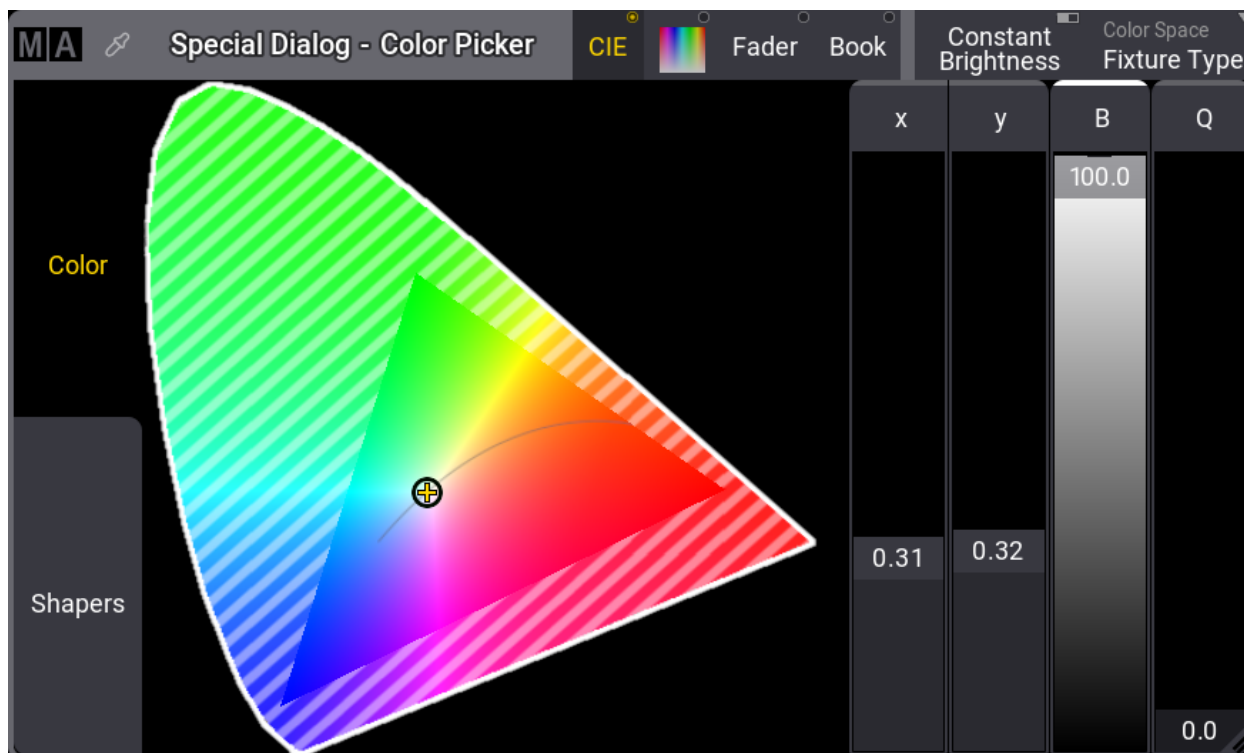 MA Special Dialog - Color Picker CIE Fader Book Constant Brightness Color Space Fixture Type
x y B Q
100.0
Color
0.31 0.32
Shapers
0.0